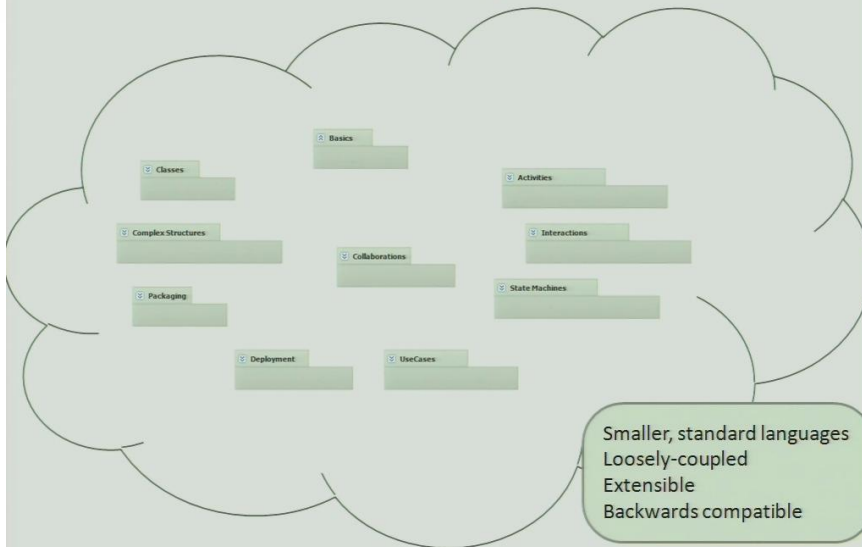 Basics
Classes
Activities
Complex Structures
Interactions
Collaborations
State Machines
Packaging
Deployment
UseCases
Smaller, standard languages
Loosely-coupled
Extensible
Backwards compatible